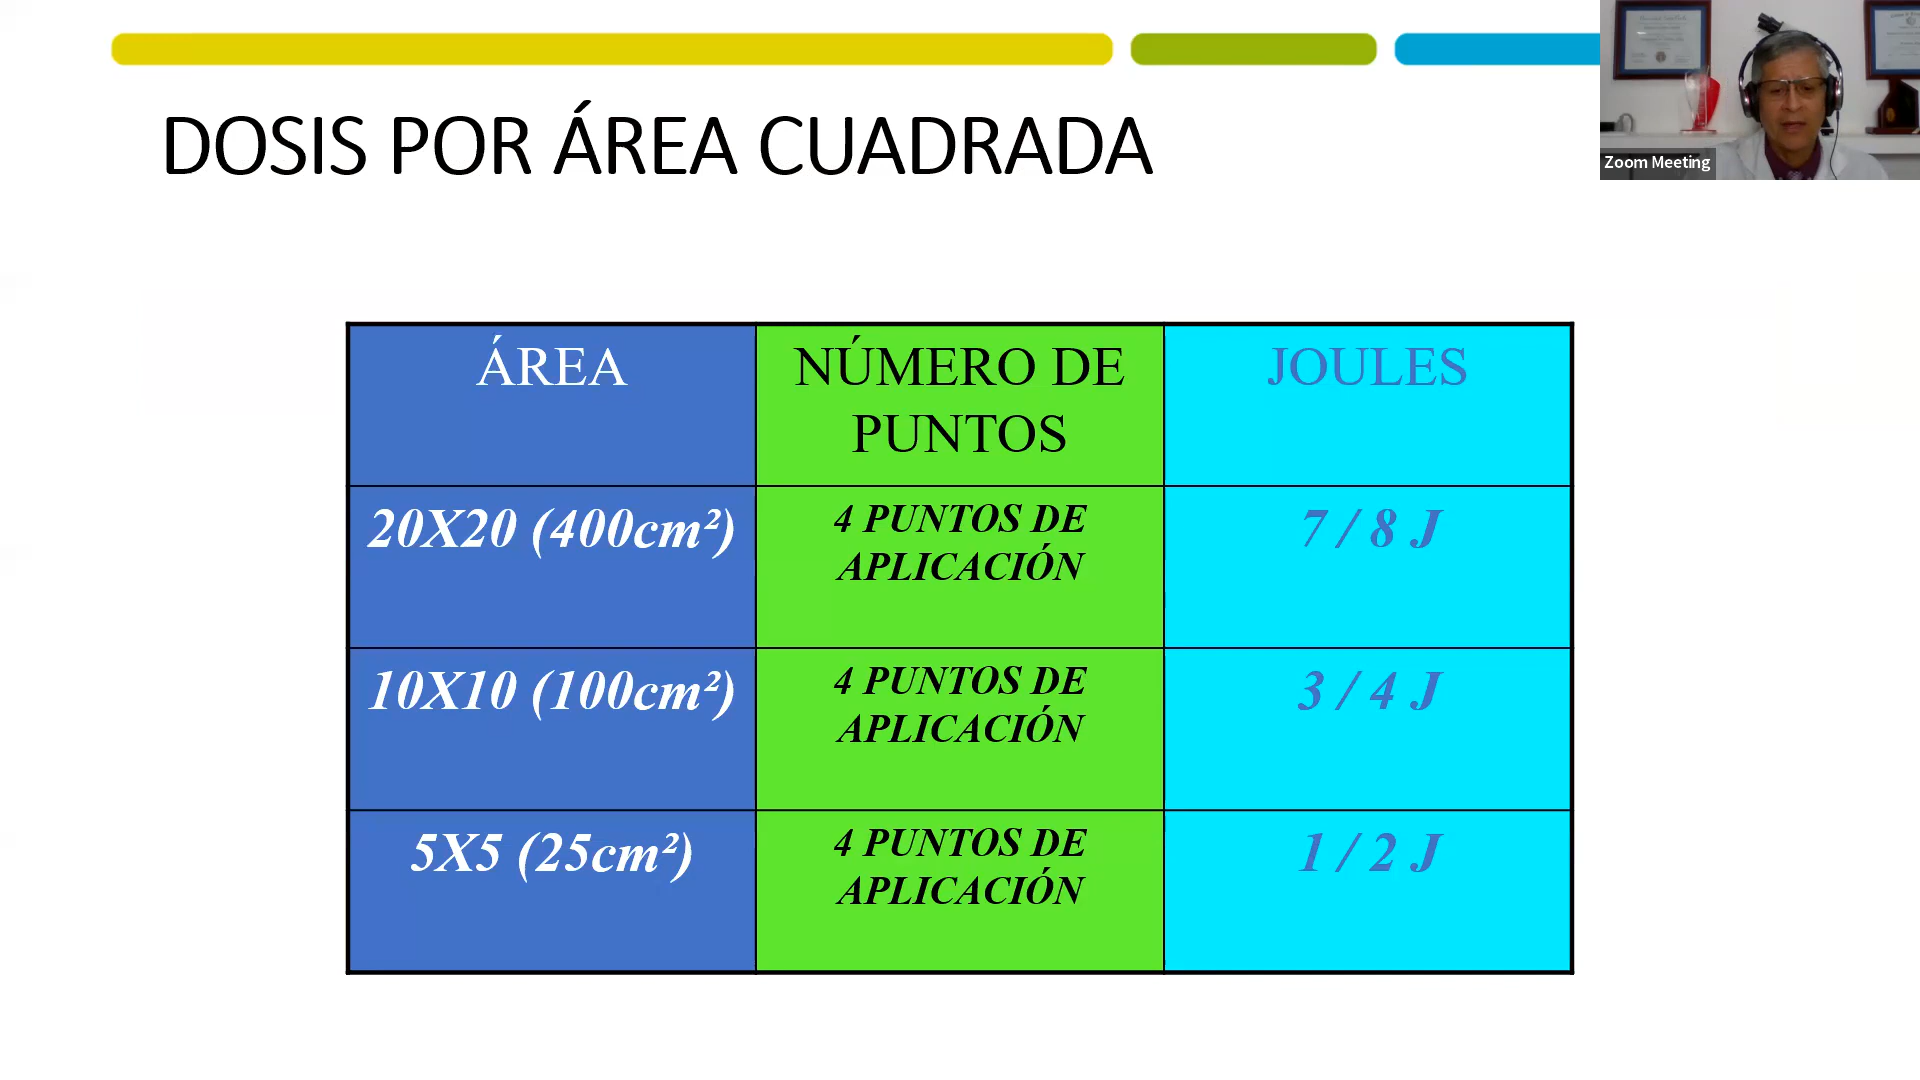 DOSIS POR ÁREA CUADRADA
Zoom Meeting
ÁREA
NÚMERO DE
PUNTOS
JOULES
20X20 (400cm²)
4 PUNTOS DE
APLICACIÓN
7 / 8 J
10X10 (100cm²)
4 PUNTOS DE
APLICACIÓN
3 / 4 J
5X5 (25cm²)
4 PUNTOS DE
APLICACIÓN
1 / 2 J